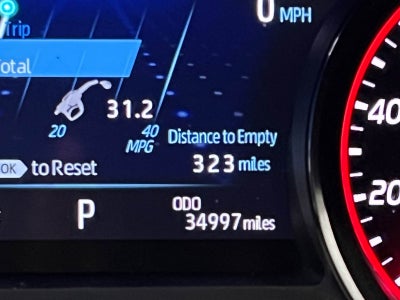 0 MPH
Trip
Total
31.2
20 40
MPG
Distance to Empty
323 miles
OK to Reset
P
ODO
34997 miles
40
20